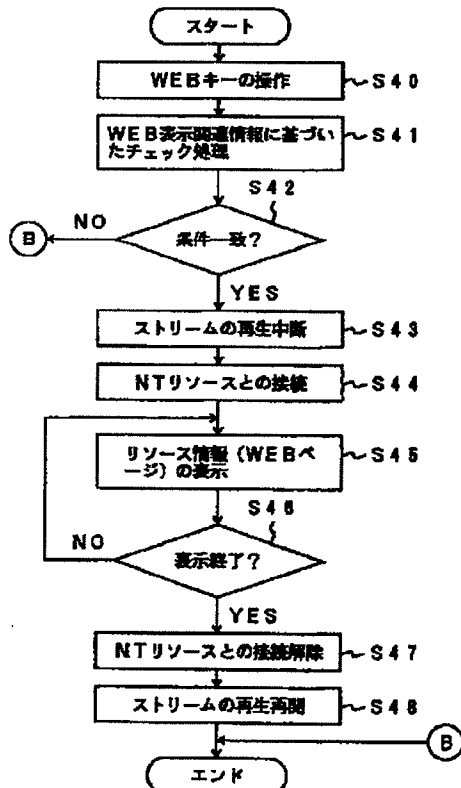 スタート
WEBキーの操作
S40
WEB表示関連情報に基づい
たチェック処理
S41
S42
NO
B
条件一致?
YES
ストリームの再生中断
S43
NTリソースとの接続
S44
リソース情報(WEBペ
ージ)の表示
S45
S46
NO
表示終了?
YES
NTリソースとの接続解除
S47
ストリームの再生再開
S48
B
エンド